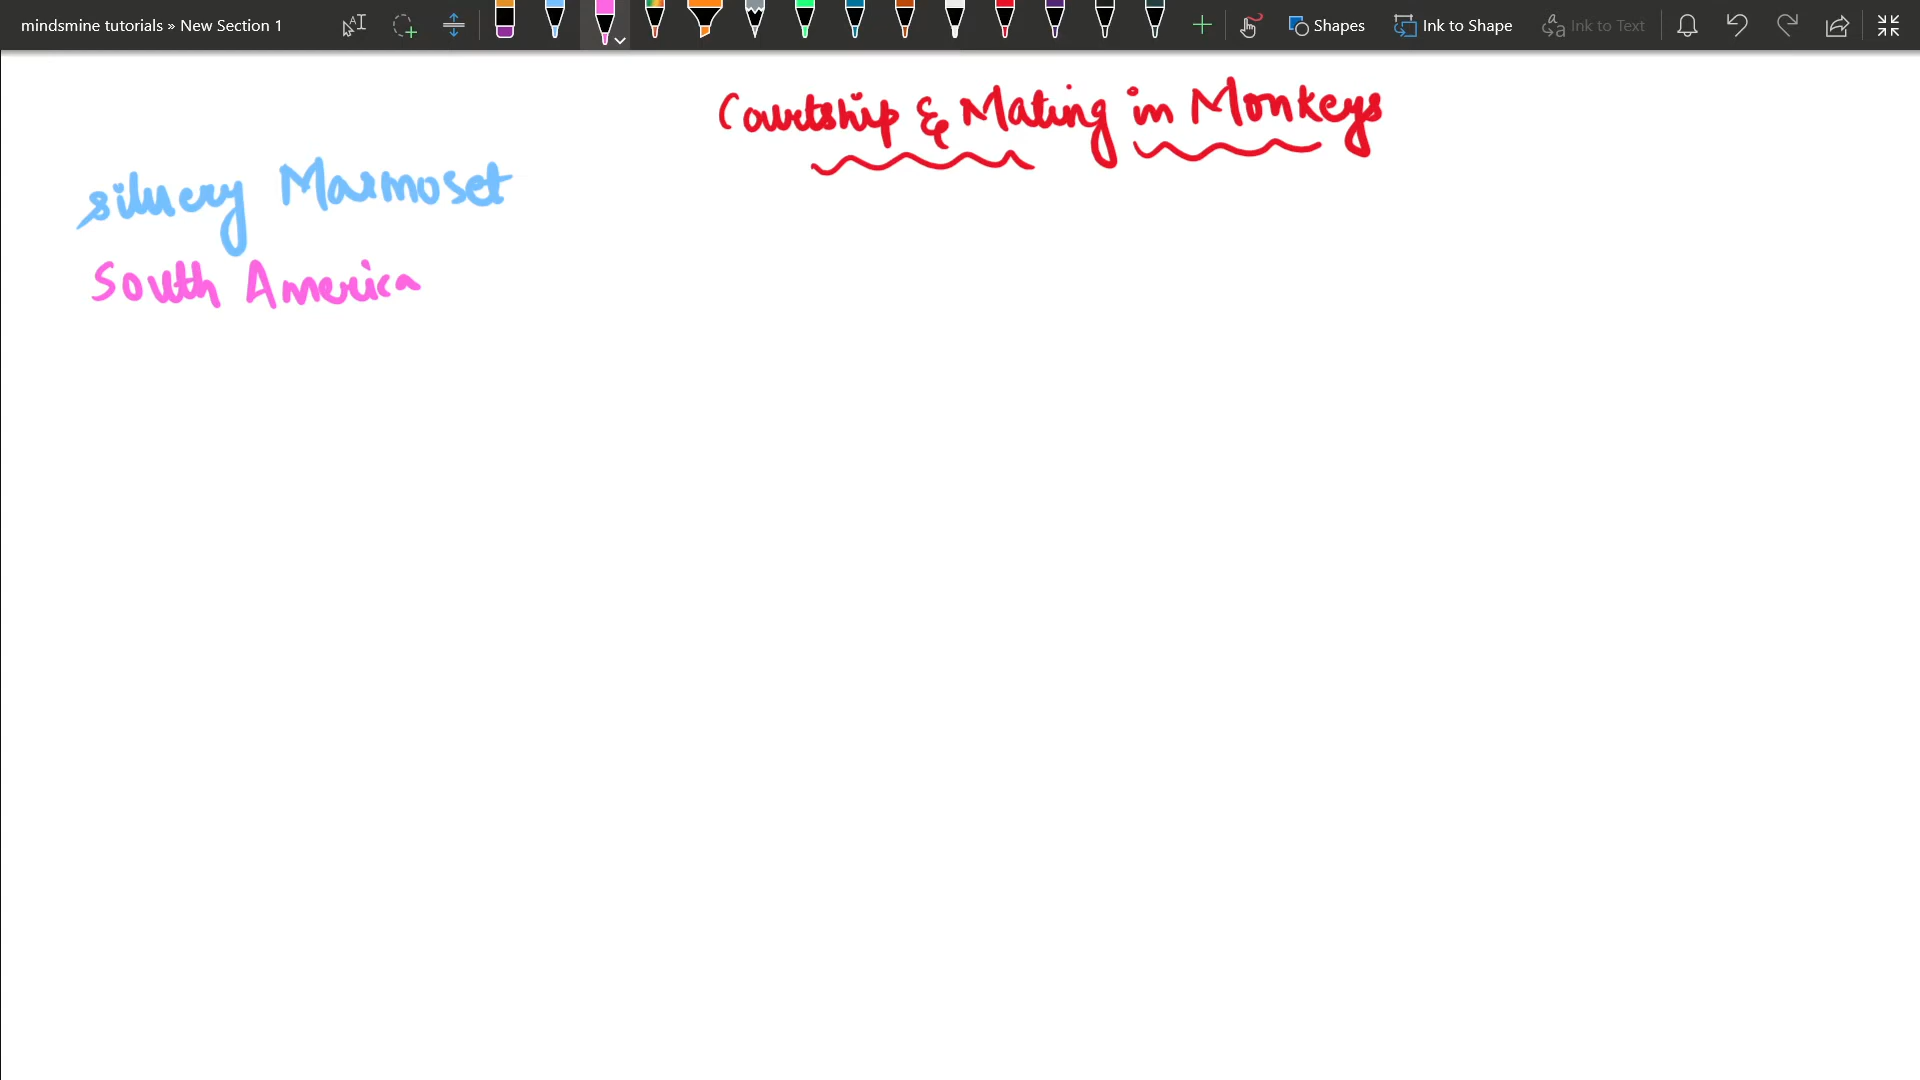 mindsmine tutorials » New Section 1
Shapes
Ink to Shape
Ink to Text
Courtship & Mating in Monkeys
silvery Marmoset
South America